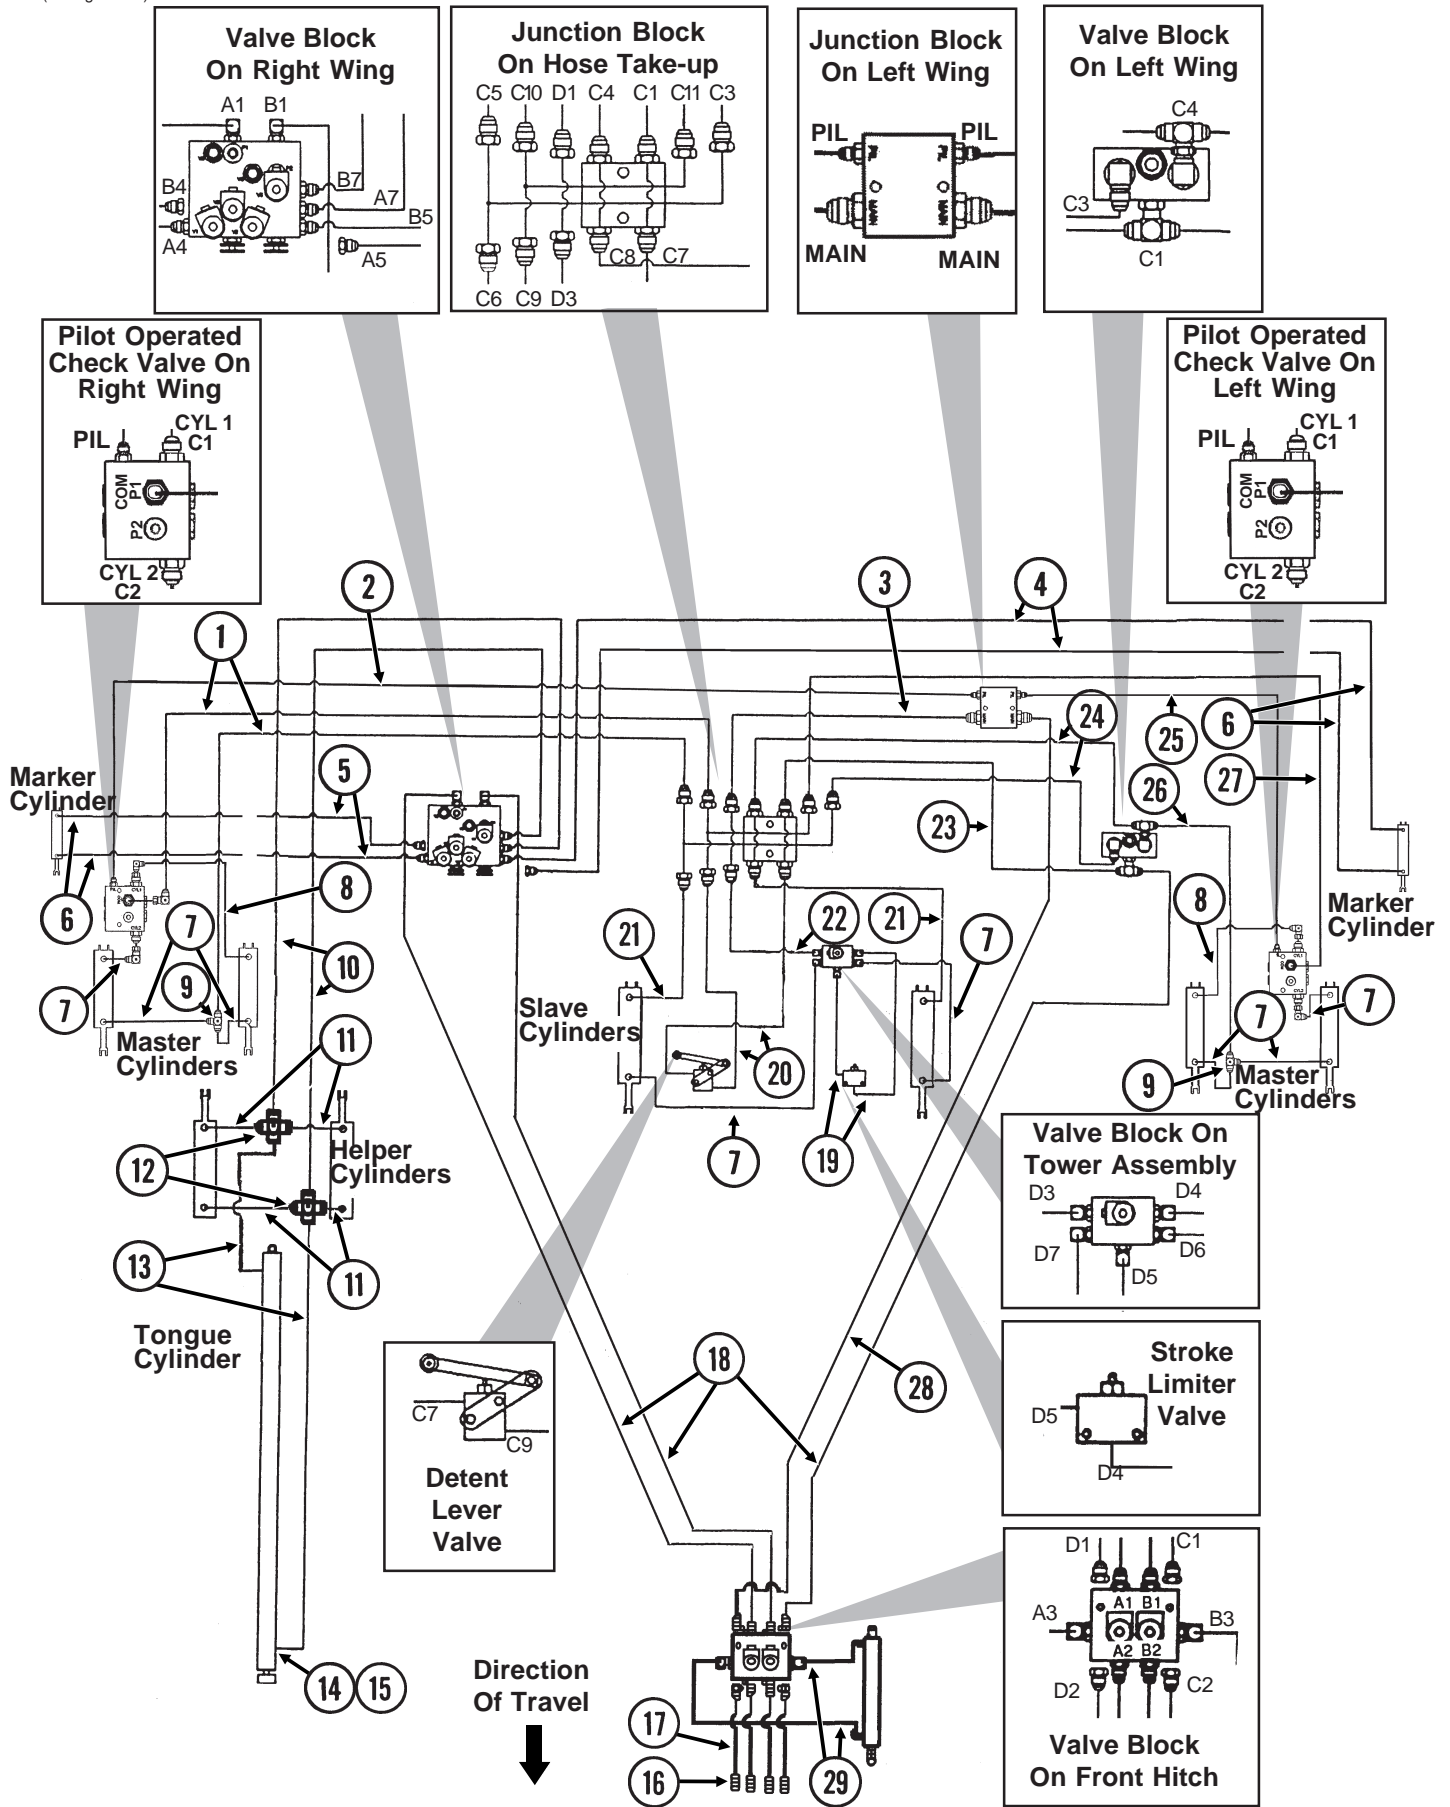 Valve Block
On Right Wing
A1 B1
B4
B7
A7
B5
A4
A5
Junction Block
On Hose Take-up
C5 C10 D1 C4 C1 C11 C3
C8 C7
C6 C9 D3
Junction Block
On Left Wing
PIL PIL
PIL PIL
MAIN MAIN
MAIN MAIN
Valve Block
On Left Wing
C4
C3
C1
Pilot Operated
Check Valve On
Right Wing
CYL 1
PIL C1
COM
P1
P2
CYL 2
C2
Pilot Operated
Check Valve On
Left Wing
CYL 1
PIL C1
COM
P1
P2
CYL 2
C2
2
3
4
1
24
25
6
27
5
26
23
Marker
Cylinder
6
7
8
22
21
21
7
8
Marker
Cylinder
7
9
10
Slave
Cylinders
20
7
7
9
Master
Cylinders
11
Master
Cylinders
12
Helper
Cylinders
7
19
13
11
Valve Block On
Tower Assembly
D3 D4
D7 D6
D5
Tongue
Cylinder
18
28
C7
C9
Detent
Lever
Valve
Stroke
Limiter
Valve
D5
D4
D1 C1
A1 B1
A3 B3
A2 B2
D2 C2
Valve Block
On Front Hitch
14 15
Direction
Of Travel
17
16
29